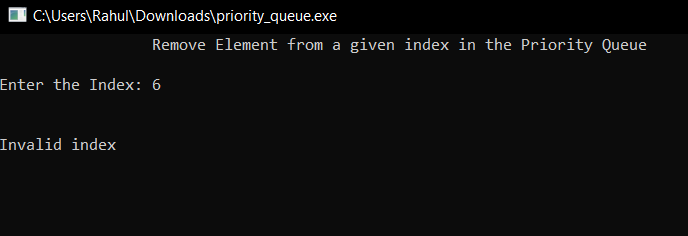 C:\Users\Rahul\Downloads\priority_queue.exe
Remove Element from a given index in the Priority Queue
Enter the Index: 6
Invalid index